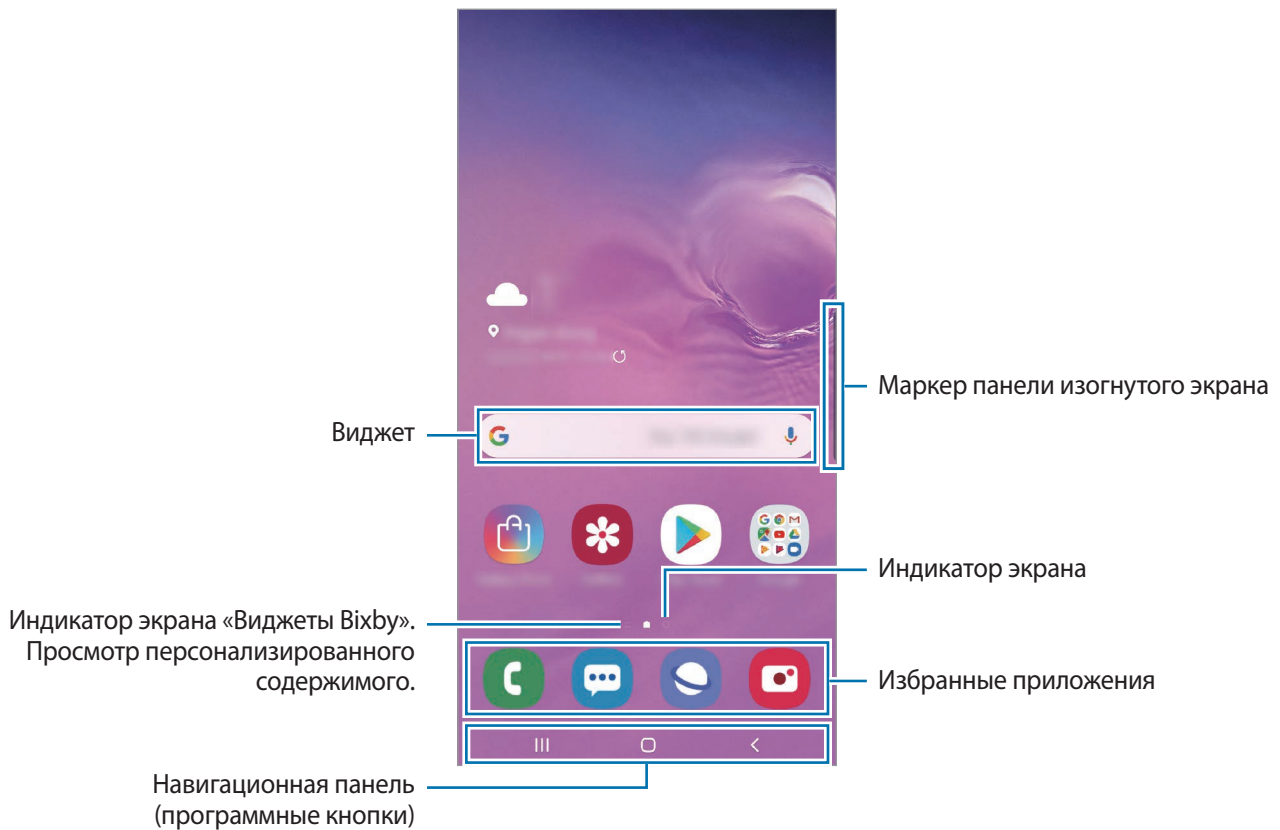 Маркер панели изогнутого экрана
Виджет
Индикатор экрана
Индикатор экрана «Виджеты Bixby».
Просмотр персонализированного
содержимого.
Избранные приложения
Навигационная панель
(программные кнопки)